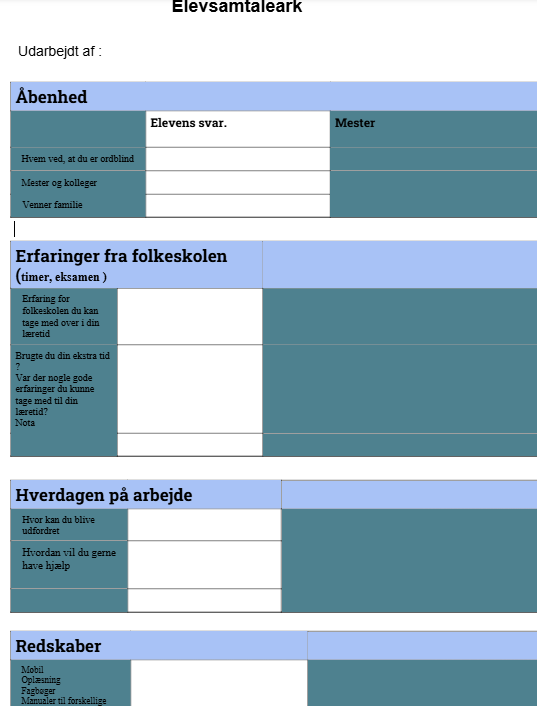 Elevsamtaleark
Udarbejdt af :
Åbenhed
Elevens svar.
Mester
Hvem ved, at du er ordblind
Mester og kolleger
Venner familie
Erfaringer fra folkeskolen
(timer, eksamen )
Erfaring for
folkeskolen du kan
tage med over i din
læretid
Brugte du din ekstra tid
?
Var der nogle gode
erfaringer du kunne
tage med til din
læretid?
Nota
Hverdagen på arbejde
Hvor kan du blive
udfordret
Hvordan vil du gerne
have hjælp
Redskaber
Mobil
Oplæsning
Fagbøger
Manualer til forskellige